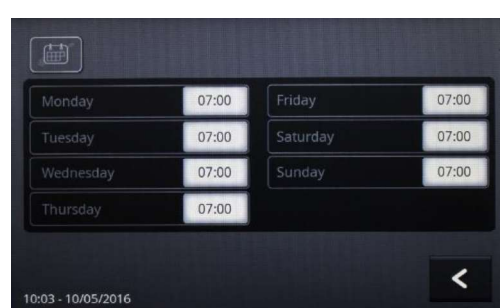 Monday 07:00
Tuesday 07:00
Wednesday 07:00
Thursday 07:00
Friday 07:00
Saturday 07:00
Sunday 07:00
10:03 - 10/05/2016